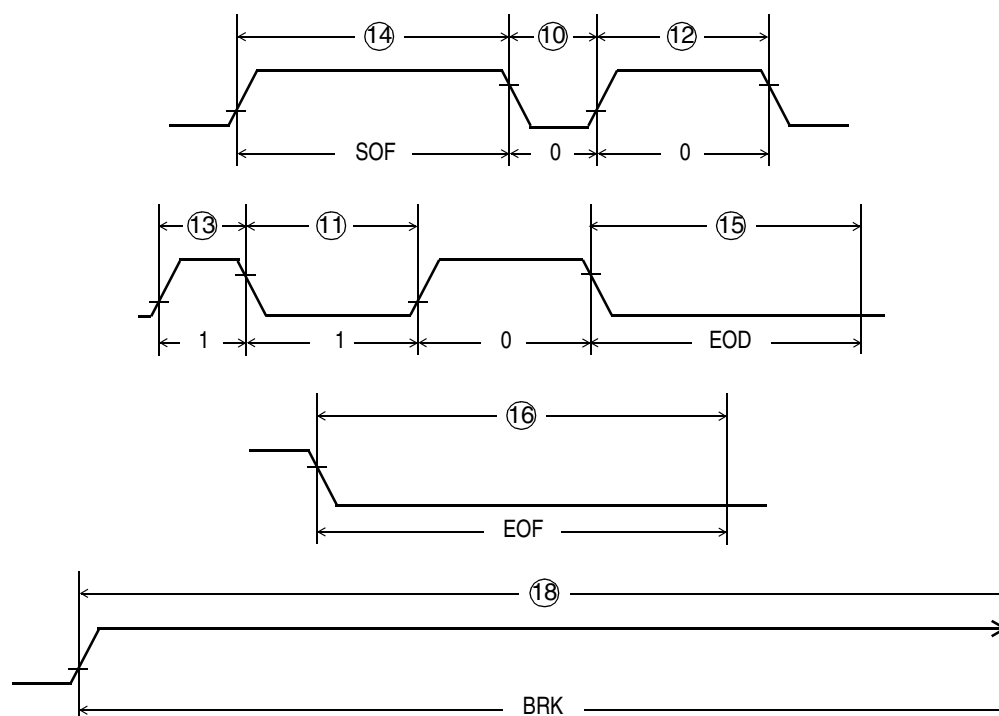 ⑭ ⑩ ⑫
SOF 0 0
⑬ ⑪ ⑮
1 1 0 EOD
⑯
EOF
⑱
BRK